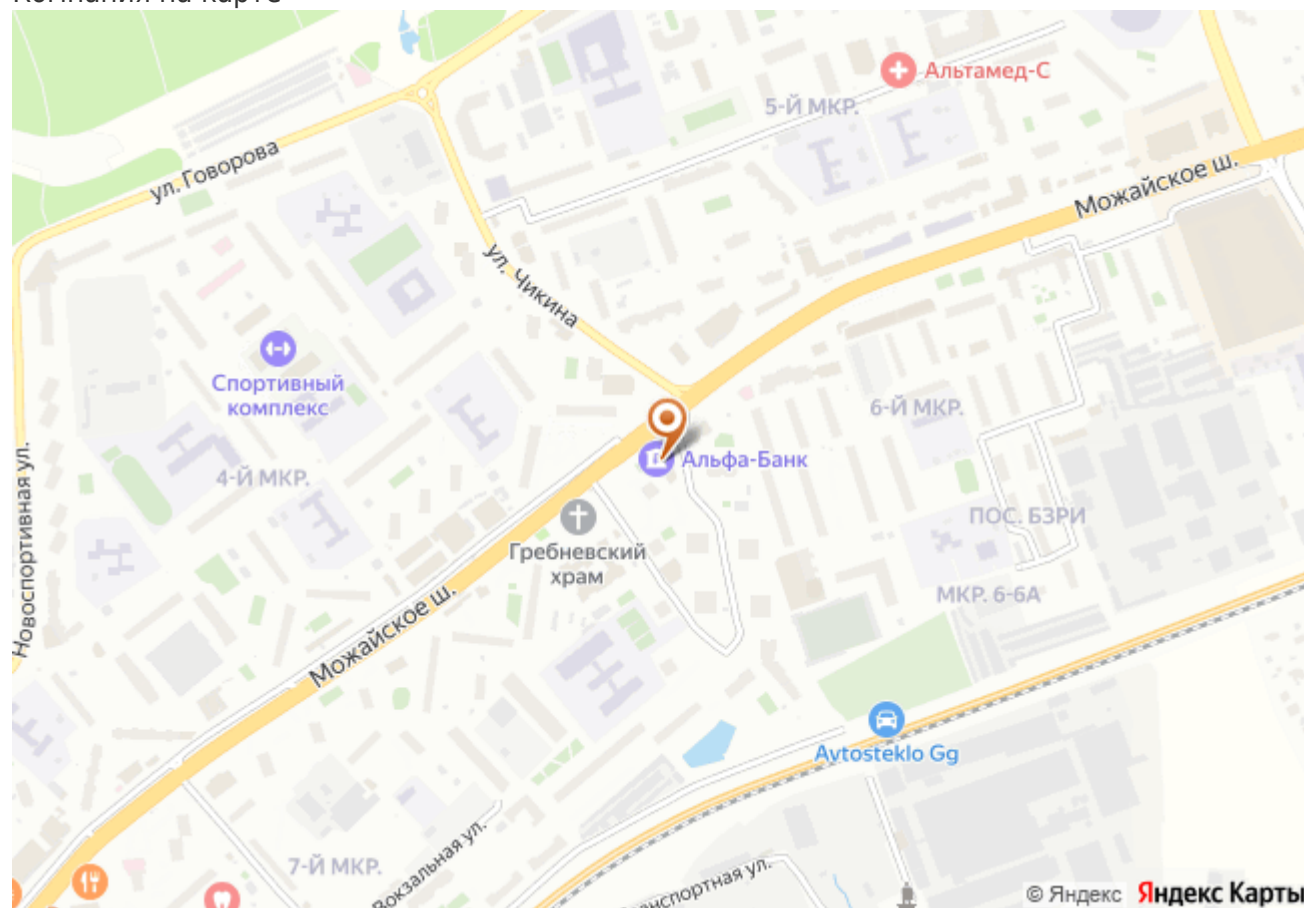 Альтамед-С
5-Й МКР.
ул. Говорова
Можайское ш.
ул. Чикина
Спортивный
комплекс
6-Й МКР.
Альфа-Банк
4-Й МКР.
Новоспортивная ул.
Гребневский
храм
ПОС. БЗРИ
МКР. 6-6А
Можайское ш.
Avtosteklo Gg
7-Й МКР.
Вокзальная ул.
© Яндекс Яндекс Карты